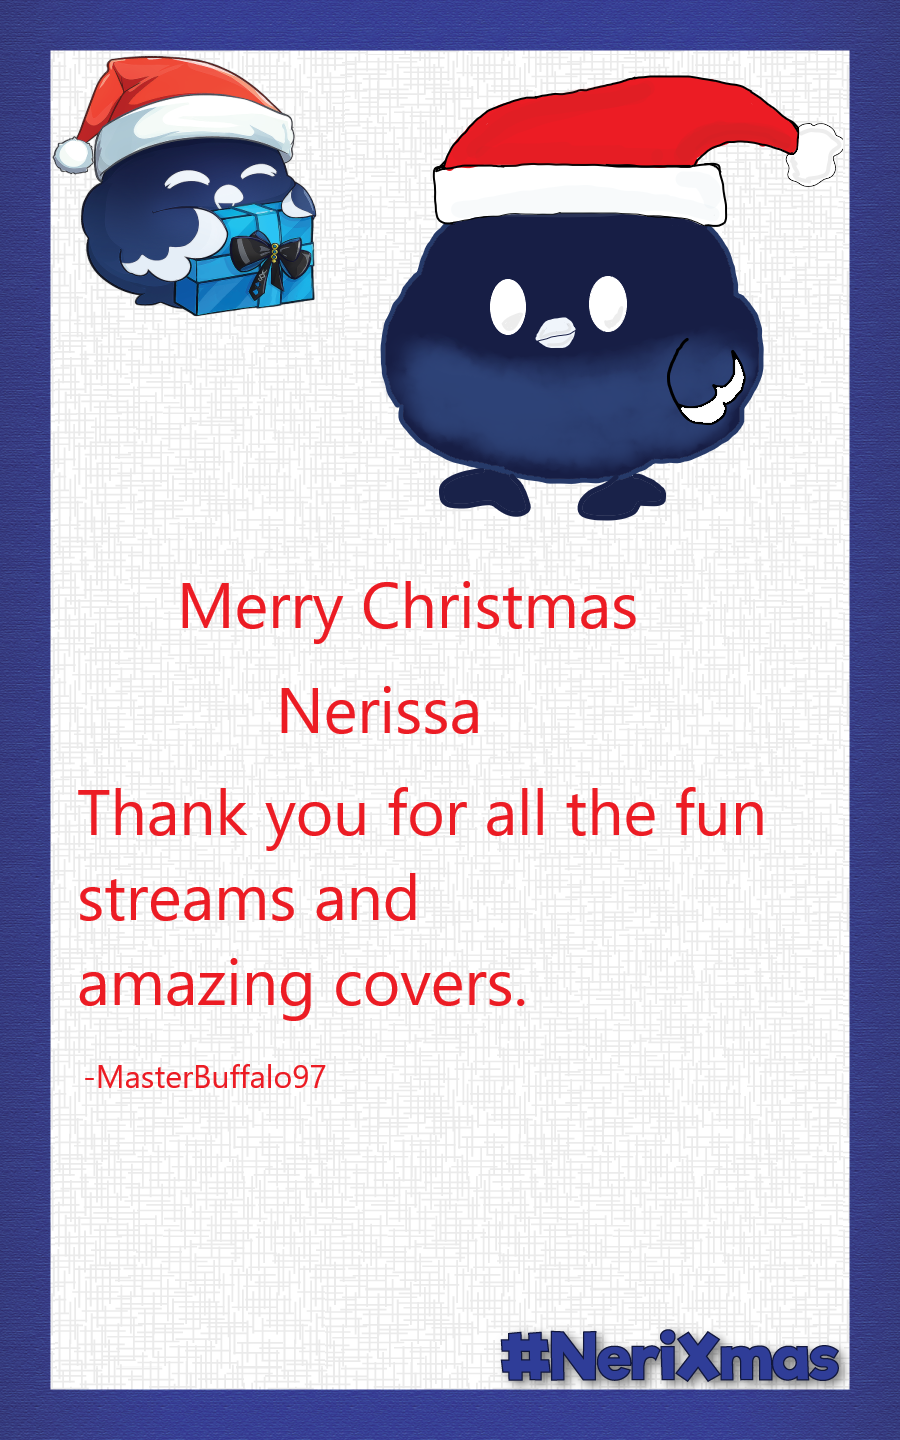 Merry Christmas
Nerissa
Thank you for all the fun
streams and
amazing covers.
-MasterBuffalo97
#NeriXmas